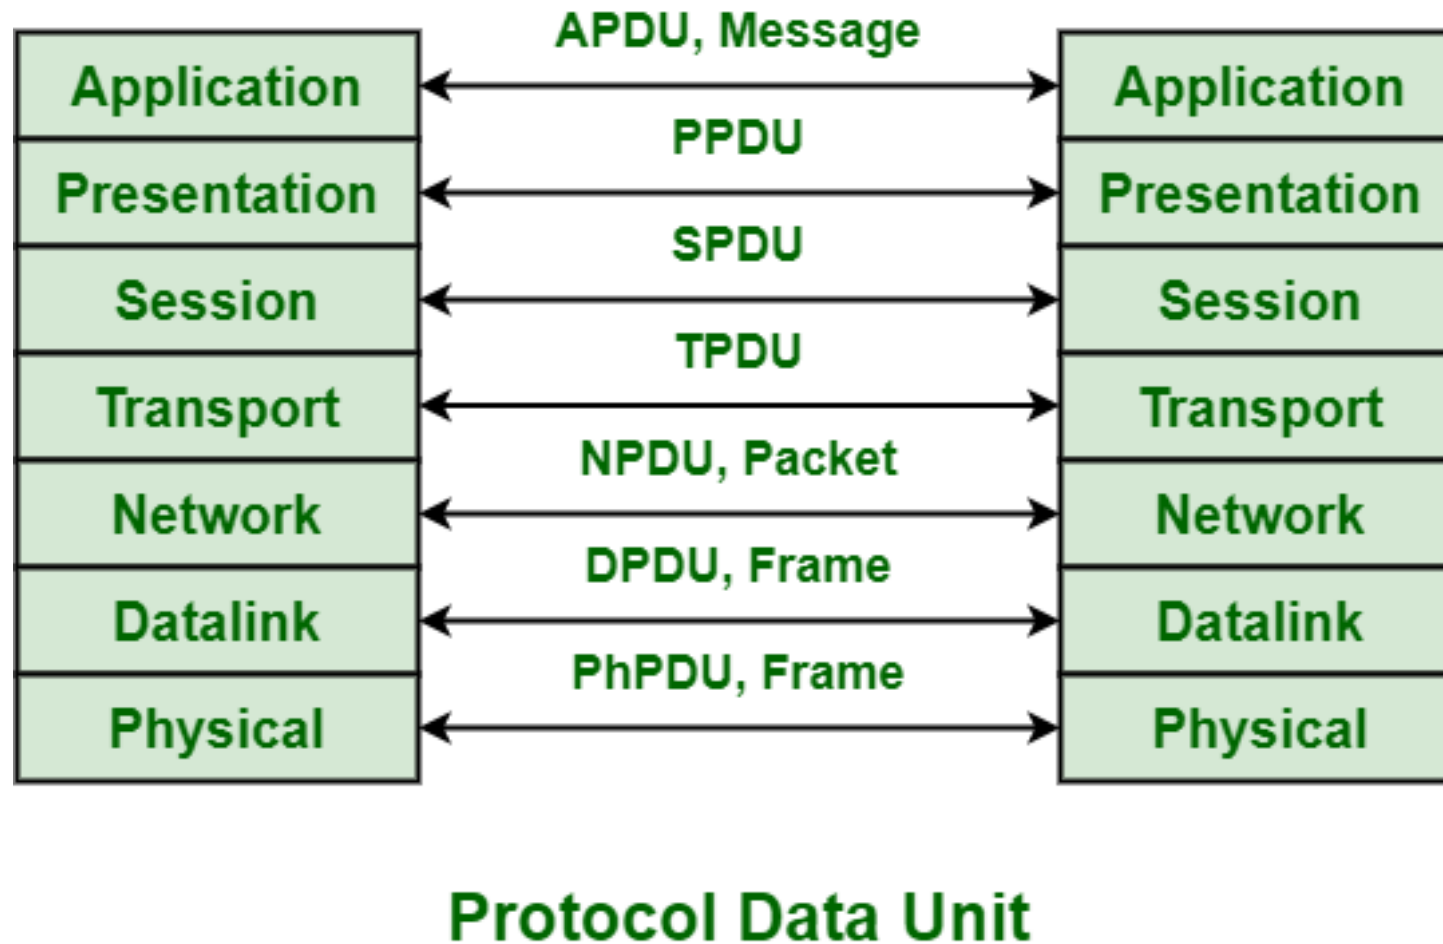 APDU, Message
Application Application
PPDU
Presentation Presentation
SPDU
Session Session
TPDU
Transport Transport
NPDU, Packet
Network Network
DPDU, Frame
Datalink Datalink
PhPDU, Frame
Physical Physical
Protocol Data Unit